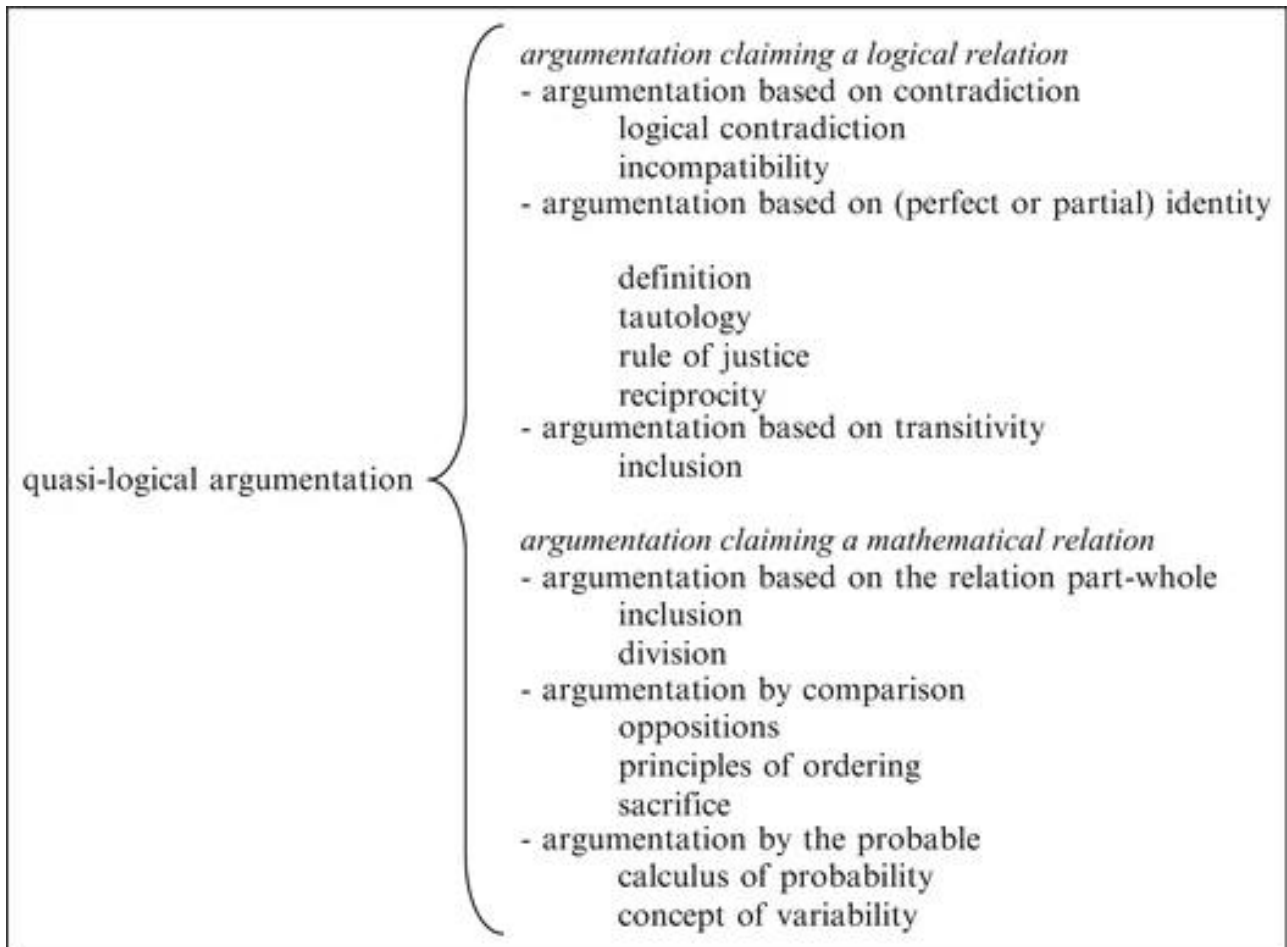 argumentation claiming a logical relation
- argumentation based on contradiction
logical contradiction
incompatibility
- argumentation based on (perfect or partial) identity
definition
tautology
rule of justice
reciprocity
- argumentation based on transitivity
inclusion
quasi-logical argumentation
argumentation claiming a mathematical relation
- argumentation based on the relation part-whole
inclusion
division
- argumentation by comparison
oppositions
principles of ordering
sacrifice
- argumentation by the probable
calculus of probability
concept of variability